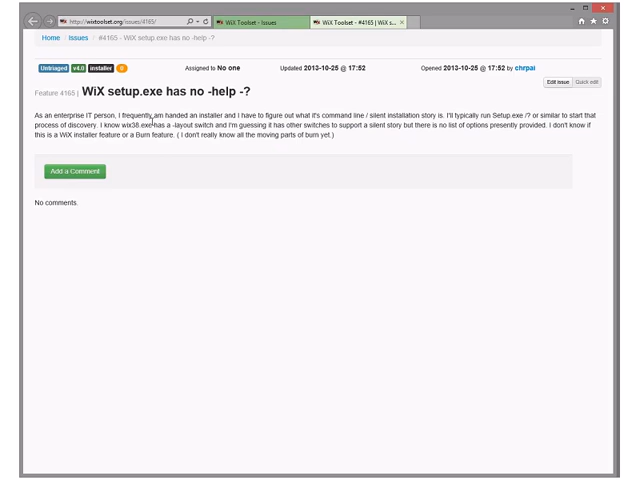 http://wixtoolset.org/issues/4165/
WiX Toolset - Issues
WiX Toolset - #4165 | WiX s...
Home / Issues / #4165 - WiX setup.exe has no -help -?
Untriaged v4.0 installer 0 Assigned to No one Updated 2013-10-25 @ 17:52 Opened 2013-10-25 @ 17:52 by chrpai
Edit issue Quick edit
Feature 4165 | WiX setup.exe has no -help -?
As an enterprise IT person, I frequently am handed an installer and I have to figure out what it's command line / silent installation story is. I'll typically run Setup.exe /? or similar to start that
process of discovery. I know wix38.exe has a -layout switch and I'm guessing it has other switches to support a silent story but there is no list of options presently provided. I don't know if
this is a WiX installer feature or a Burn feature. ( I don't really know all the moving parts of burn yet.)
Add a Comment
No comments.